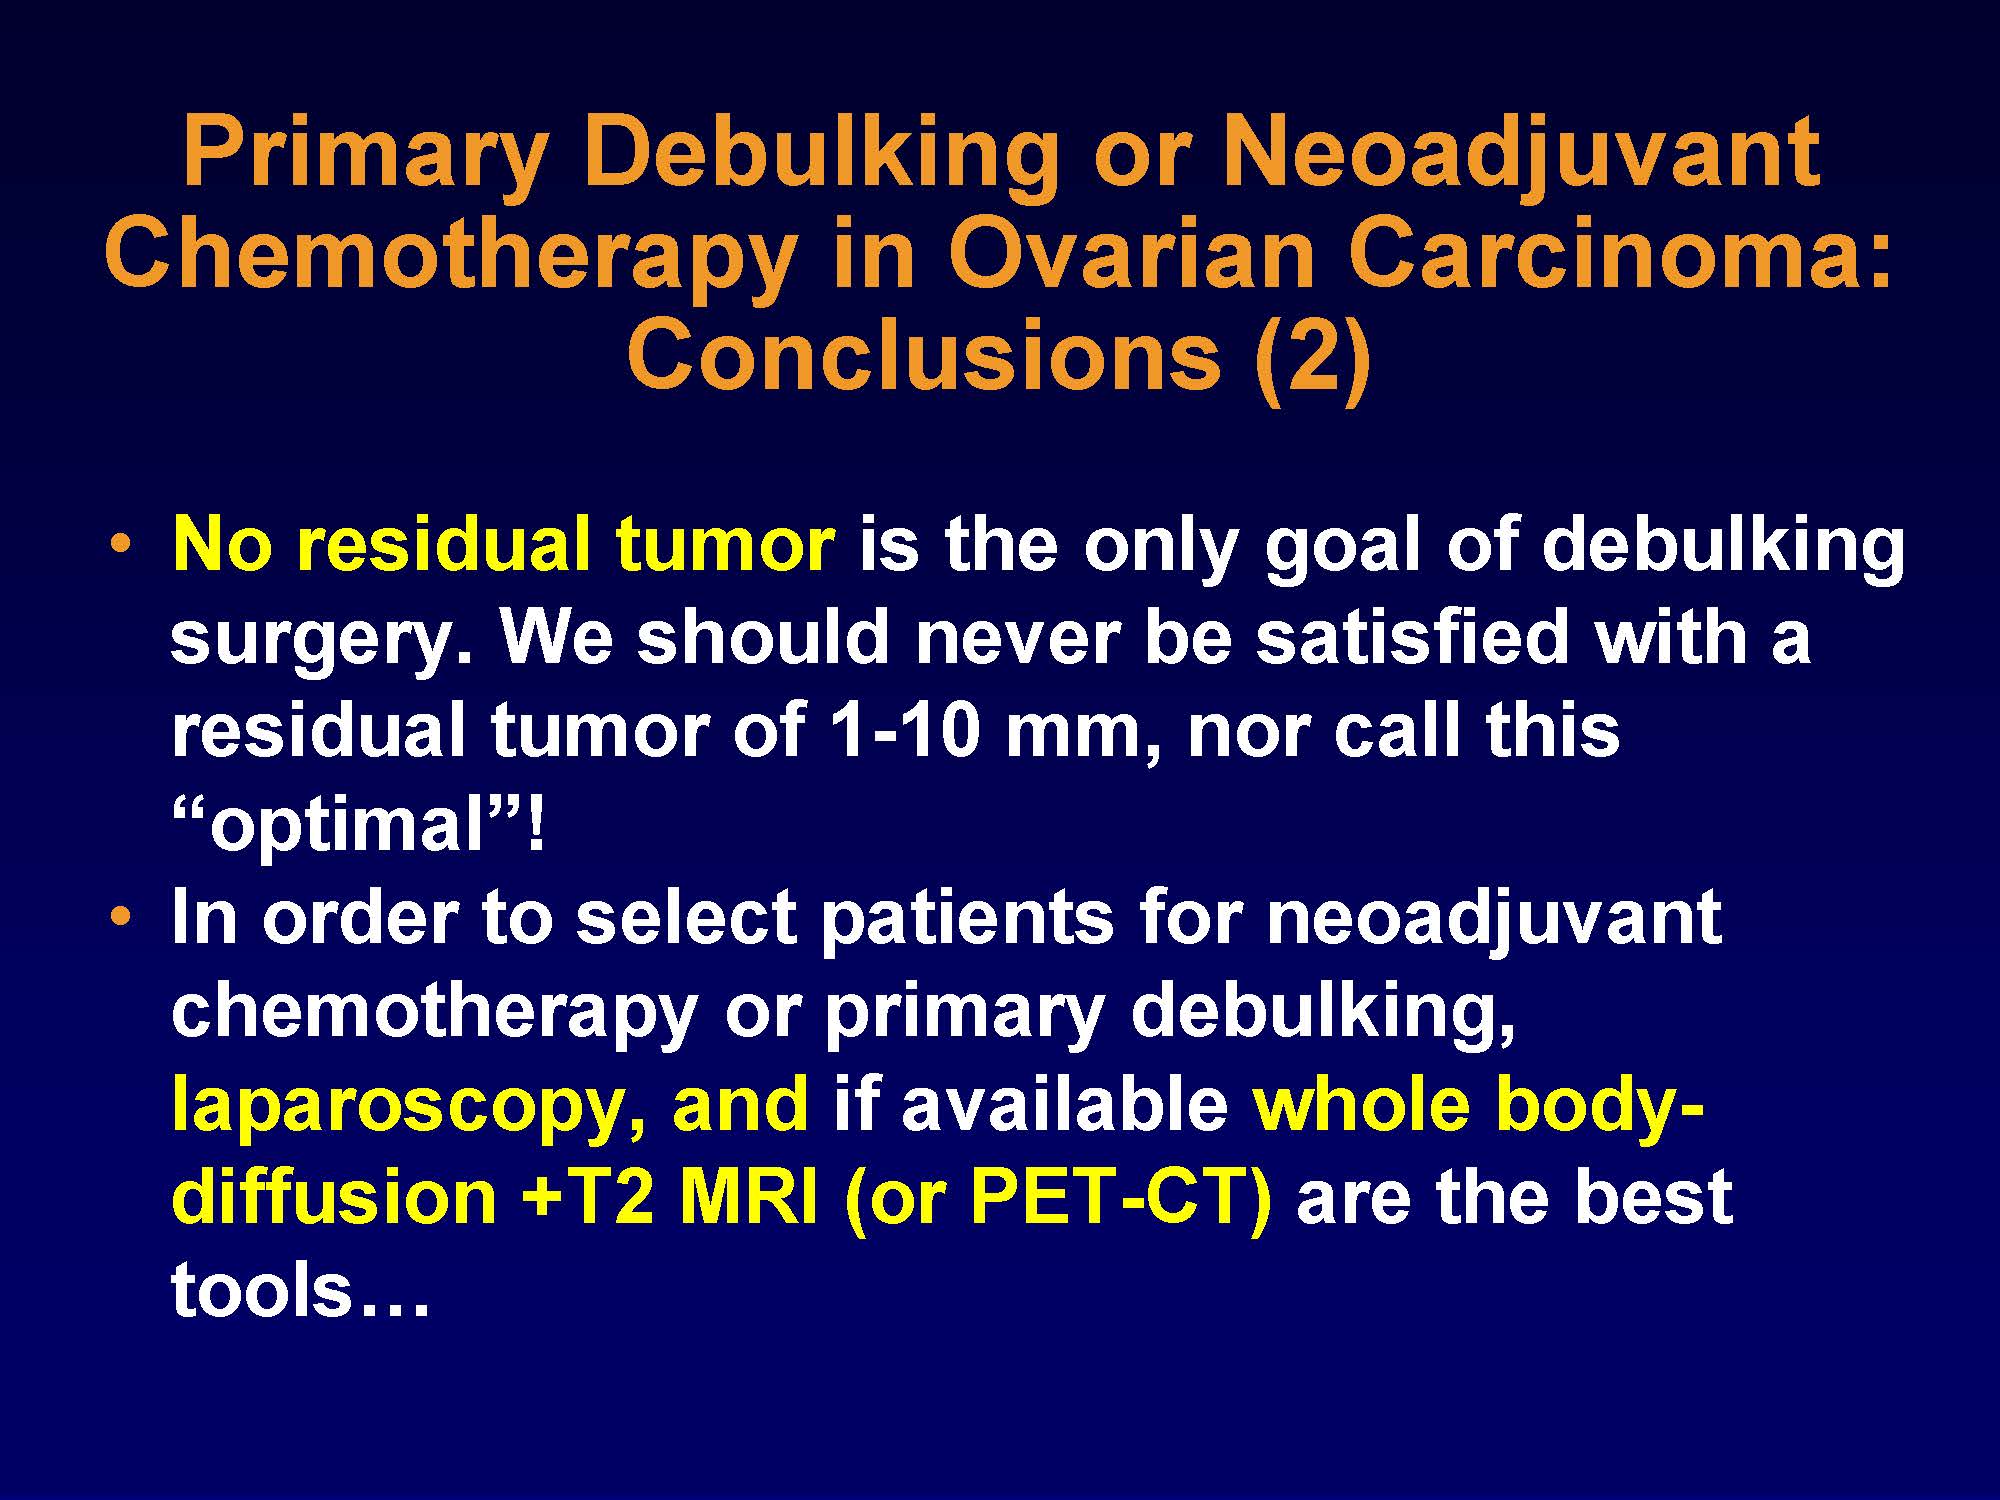 Primary Debulking or Neoadjuvant
Chemotherapy in Ovarian Carcinoma:
Conclusions (2)
• No residual tumor is the only goal of debulking
surgery. We should never be satisfied with a
residual tumor of 1-10 mm, nor call this
“optimal”!
• In order to select patients for neoadjuvant
chemotherapy or primary debulking,
laparoscopy, and if available whole body-
diffusion +T2 MRI (or PET-CT) are the best
tools…